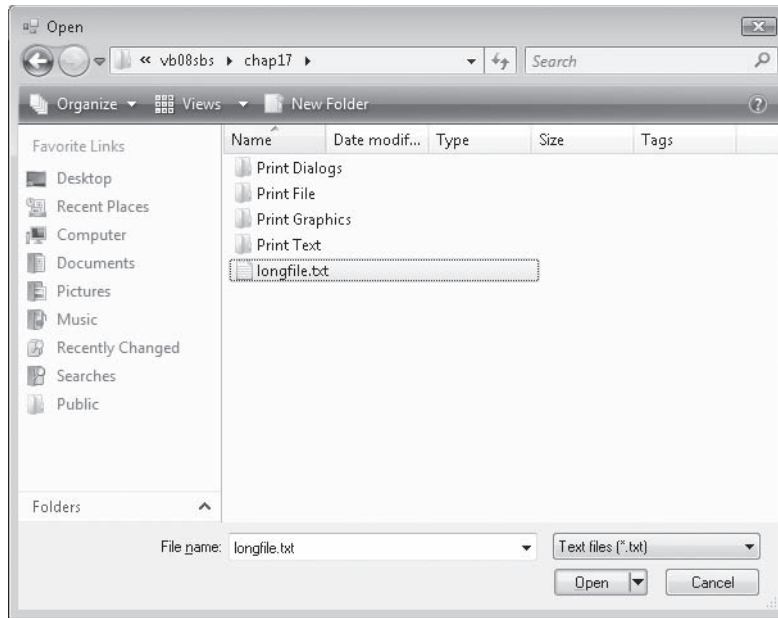 Open
« vb08sbs ▸ chap17 ▸
Search
Organize
Views
New Folder
?
Favorite Links
Desktop
Recent Places
Computer
Documents
Pictures
Music
Recently Changed
Searches
Public
Folders
Name Date modif... Type Size Tags
Print Dialogs
Print File
Print Graphics
Print Text
longfile.txt
File name: longfile.txt
Text files (*.txt)
Open
Cancel